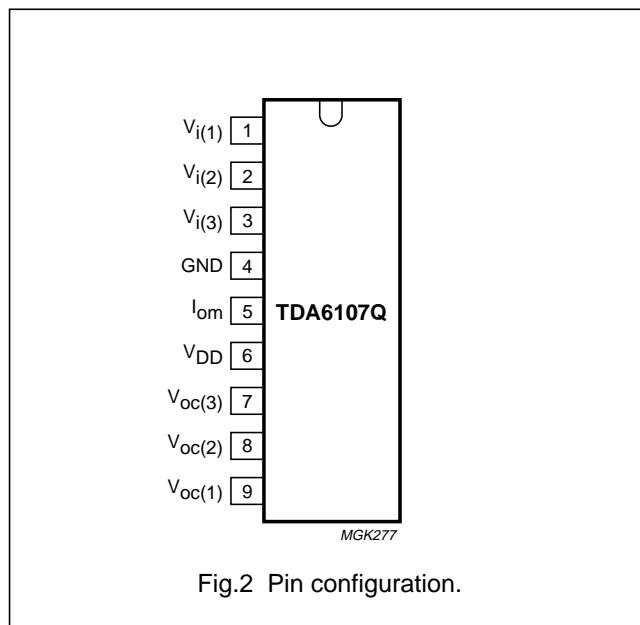 Vi(1) 1
Vi(2) 2
Vi(3) 3
GND 4
Iom 5
TDA6107Q
VDD 6
Voc(3) 7
Voc(2) 8
Voc(1) 9
MGK277
Fig.2 Pin configuration.